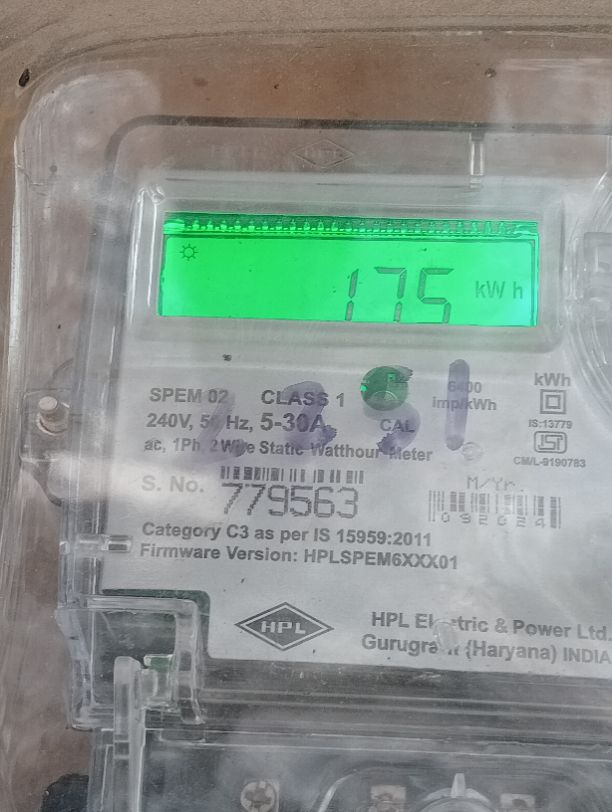 HPL
175 kWh
SPEM 02 CLASS 1 6400 imp/kWh kWh
240V, 50 Hz, 5-30A CAL IS:13779
ac, 1Ph, 2 Wire Static Watthour Meter CM/L-9190783
S. No. 779563 M/Yr.
092024
Category C3 as per IS 15959:2011
Firmware Version: HPLSPEM6XXX01
HPL HPL Electric & Power Ltd.
Gurugram (Haryana) INDIA